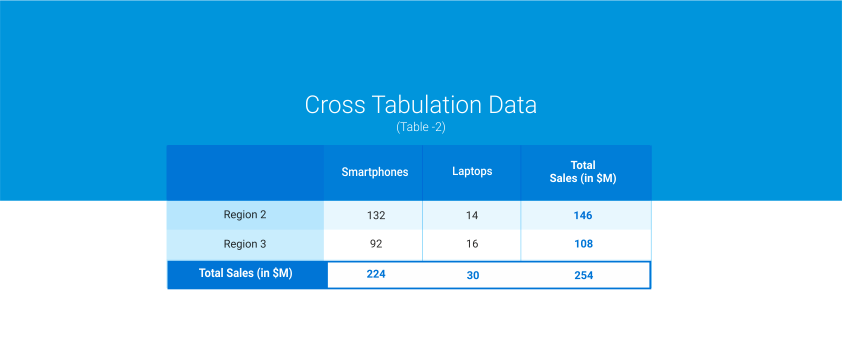 Cross Tabulation Data
(Table -2)
Smartphones Laptops Total
Sales (in $M)
Region 2 132 14 146
Region 3 92 16 108
Total Sales (in $M) 224 30 254